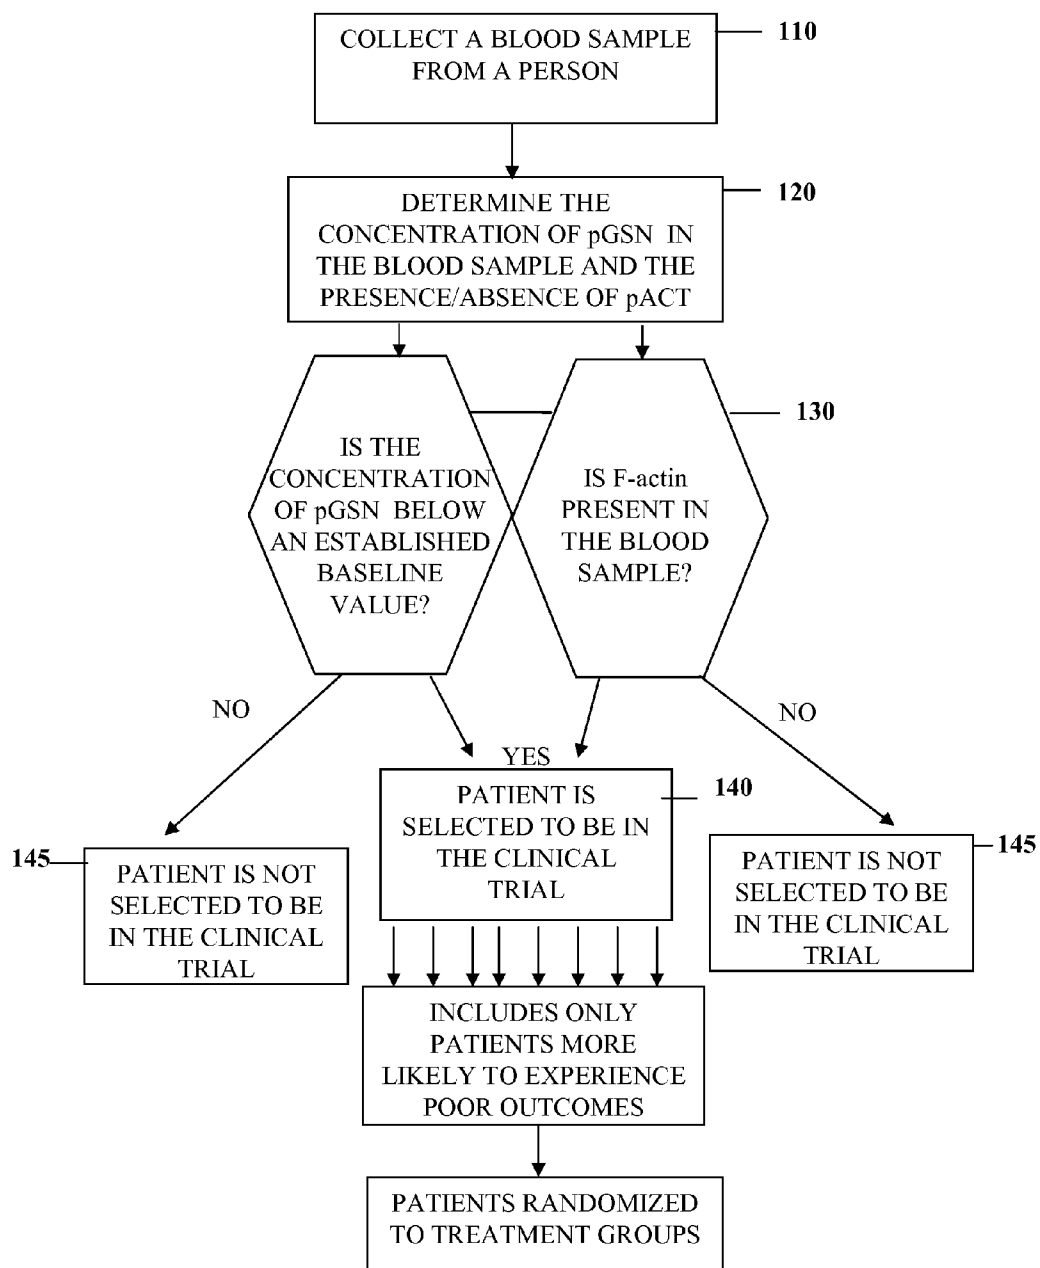 COLLECT A BLOOD SAMPLE
FROM A PERSON
110
DETERMINE THE
CONCENTRATION OF pGSN IN
THE BLOOD SAMPLE AND THE
PRESENCE/ABSENCE OF pACT
120
IS THE
CONCENTRATION
OF pGSN BELOW
AN ESTABLISHED
BASELINE
VALUE?
IS F-actin
PRESENT IN
THE BLOOD
SAMPLE?
130
NO
YES
NO
PATIENT IS
SELECTED TO BE IN
THE CLINICAL
TRIAL
140
145
PATIENT IS NOT
SELECTED TO BE
IN THE CLINICAL
TRIAL
PATIENT IS NOT
SELECTED TO BE
IN THE CLINICAL
TRIAL
145
INCLUDES ONLY
PATIENTS MORE
LIKELY TO EXPERIENCE
POOR OUTCOMES
PATIENTS RANDOMIZED
TO TREATMENT GROUPS